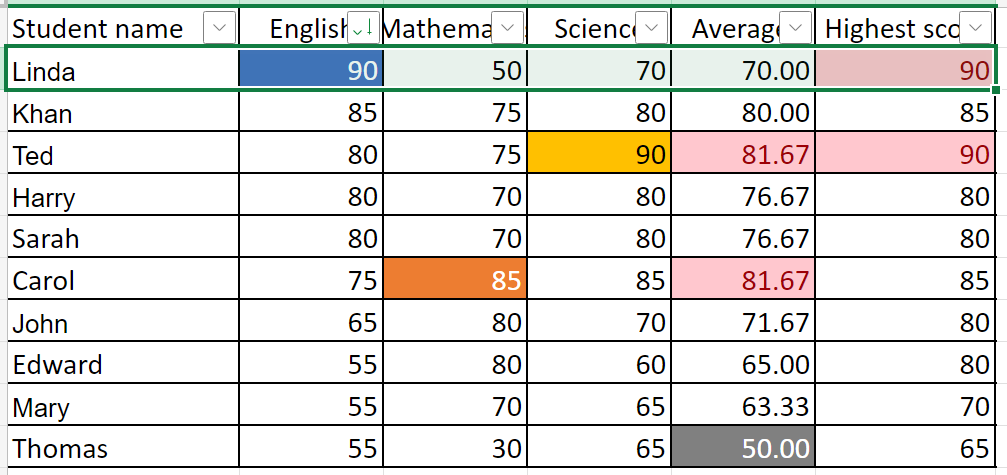 Student name English Mathema Science Average Highest sco
Linda 90 50 70 70.00 90
Khan 85 75 80 80.00 85
Ted 80 75 90 81.67 90
Harry 80 70 80 76.67 80
Sarah 80 70 80 76.67 80
Carol 75 85 85 81.67 85
John 65 80 70 71.67 80
Edward 55 80 60 65.00 80
Mary 55 70 65 63.33 70
Thomas 55 30 65 50.00 65